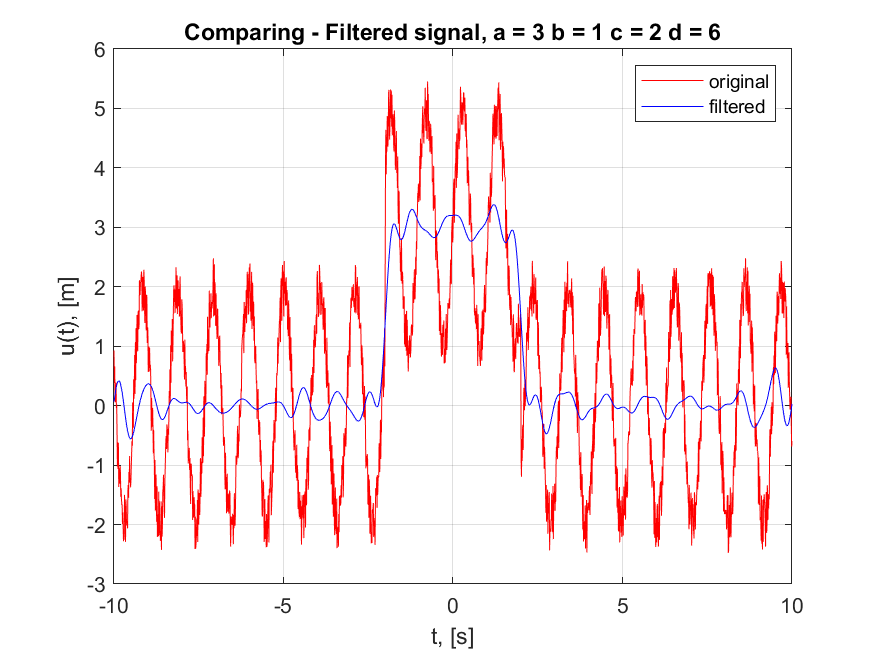 Comparing - Filtered signal, a = 3 b = 1 c = 2 d = 6
original
filtered
6
5
4
3
2
1
0
-1
-2
-3
u(t), [m]
-10 -5 0 5 10
t, [s]